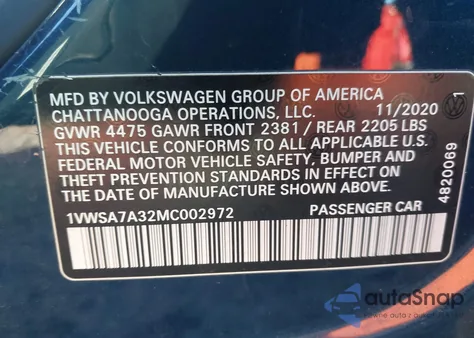 MFD BY VOLKSWAGEN GROUP OF AMERICA
CHATTANOOGA OPERATIONS, LLC. 11/2020
GVWR 4475 GAWR FRONT 2381 / REAR 2205 LBS
THIS VEHICLE CONFORMS TO ALL APPLICABLE U.S.
FEDERAL MOTOR VEHICLE SAFETY, BUMPER AND
THEFT PREVENTION STANDARDS IN EFFECT ON
THE DATE OF MANUFACTURE SHOWN ABOVE.
1VWSA7A32MC002972 PASSENGER CAR
4820069
1
autoSnap